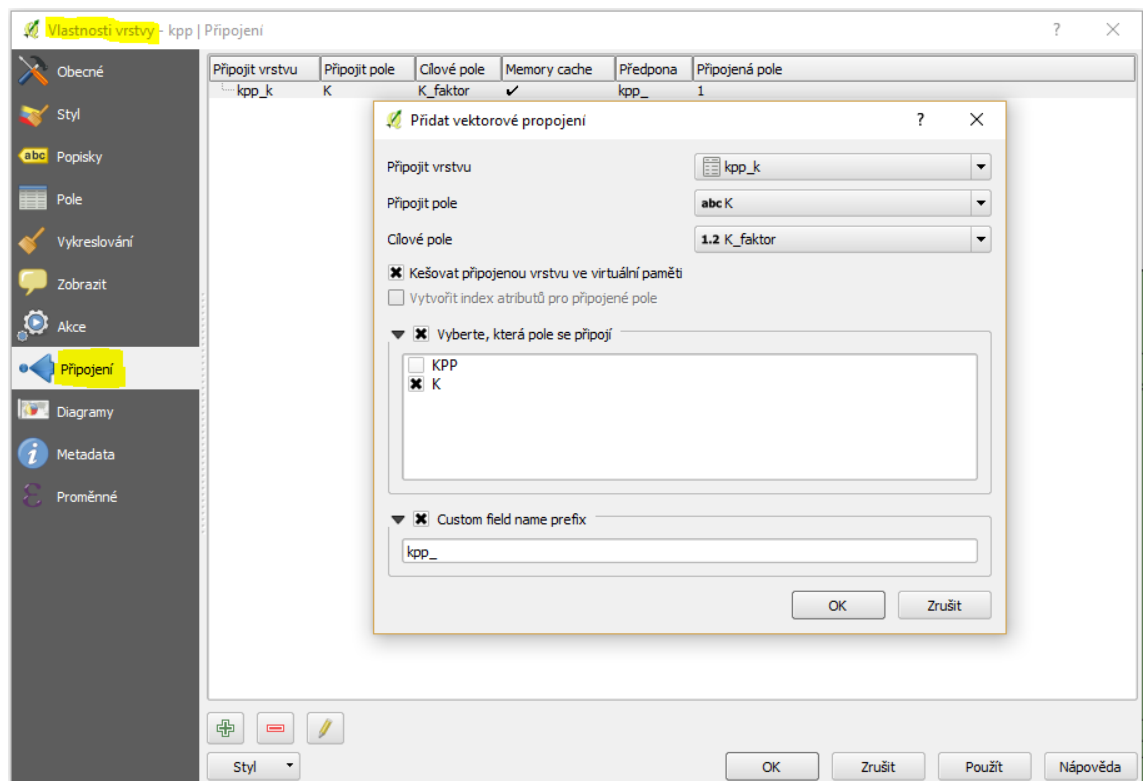 Vlastnosti vrstvy - kpp | Připojení
?
Obecné
Styl
abc Popisky
Pole
Vykreslování
Zobrazit
Akce
Připojení
Diagramy
Metadata
Proměnné
Připojit vrstvu Připojit pole Cílové pole Memory cache Předpona Připojená pole
kpp_k K K_faktor kpp_ 1
Přidat vektorové propojení ?
Připojit vrstvu kpp_k
Připojit pole abc K
Cílové pole 1.2 K_faktor
Kešovat připojenou vrstvu ve virtuální paměti
Vytvořit index atributů pro připojené pole
Vyberte, která pole se připojí
KPP
K
Custom field name prefix
kpp_
OK Zrušit
Styl OK Zrušit Použít Nápověda